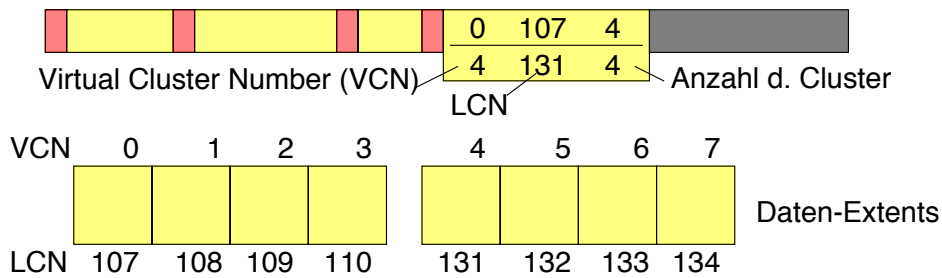 0 107 4
4 131 4
Virtual Cluster Number (VCN)
Anzahl d. Cluster
LCN
VCN 0 1 2 3 4 5 6 7
Daten-Extents
LCN 107 108 109 110 131 132 133 134